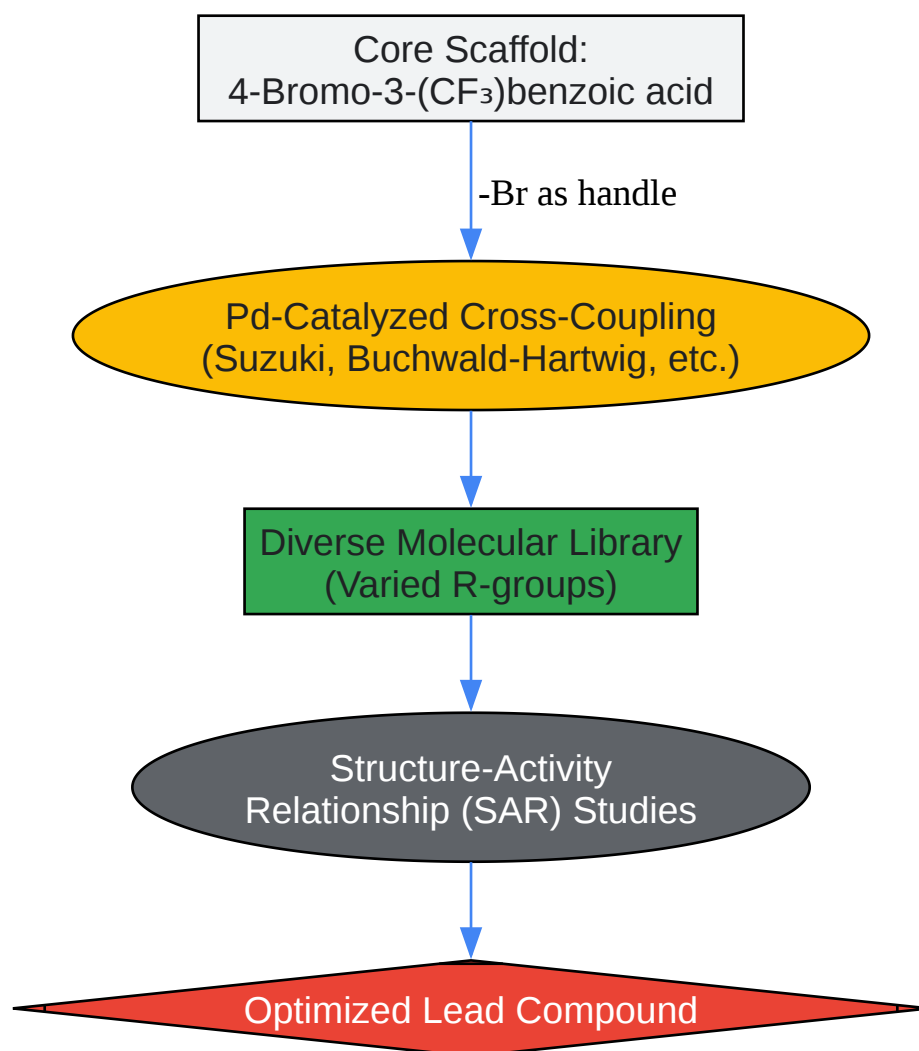 Core Scaffold:
4-Bromo-3-(CF₃)benzoic acid
-Br as handle
Pd-Catalyzed Cross-Coupling
(Suzuki, Buchwald-Hartwig, etc.)
Diverse Molecular Library
(Varied R-groups)
Structure-Activity
Relationship (SAR) Studies
Optimized Lead Compound